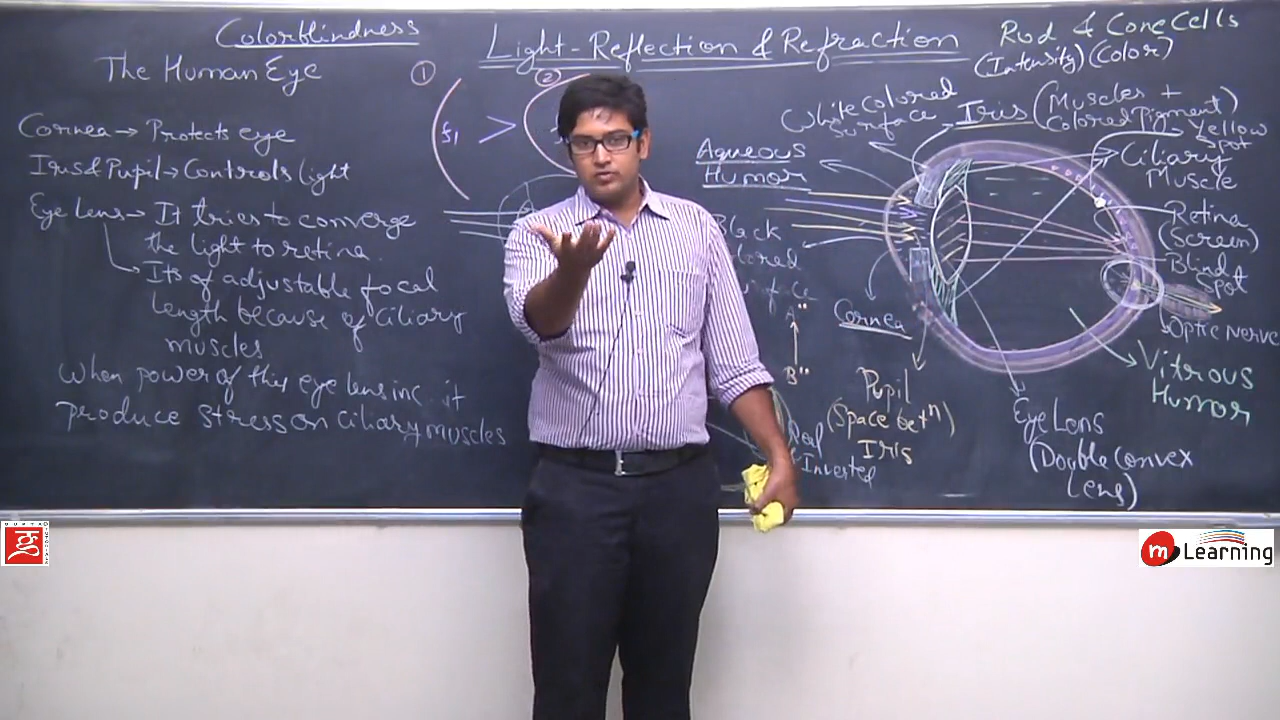 Colorblindness
Light-Reflection & Refraction
Rod & Cone Cells
(Intensity) (Color)
The Human Eye
①
②
f1 >
Cornea → Protects eye
Irus & Pupil → Controls light
Eye Lens → It tries to converge
the light to retina.
Its of adjustable focal
length because of Ciliary
muscles
When power of this eye lens inc. it
produce stress on Ciliary muscles
White Colored
Surface
Iris (Muscles +
Colored Pigment)
Yellow
Spot
Aqueous
Humor
Ciliary
Muscle
Retina
(Screen)
Black
Blind
Spot
Cornea
Optic Nerve
A"
B"
Pupil
(Space betⁿ)
Iris
Vitrous
Humor
Eye Lens
(Double Convex
Lens)
Real
Inverted
m Learning